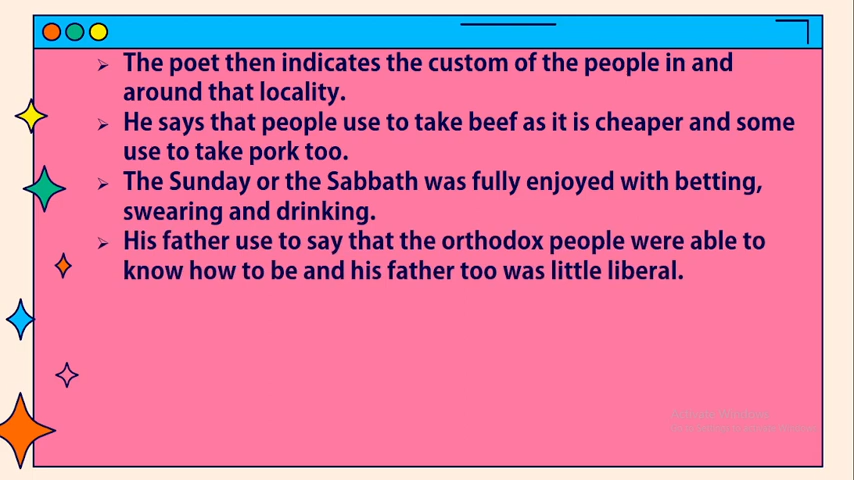 The poet then indicates the custom of the people in and
around that locality.
He says that people use to take beef as it is cheaper and some
use to take pork too.
The Sunday or the Sabbath was fully enjoyed with betting,
swearing and drinking.
His father use to say that the orthodox people were able to
know how to be and his father too was little liberal.
Activate Windows